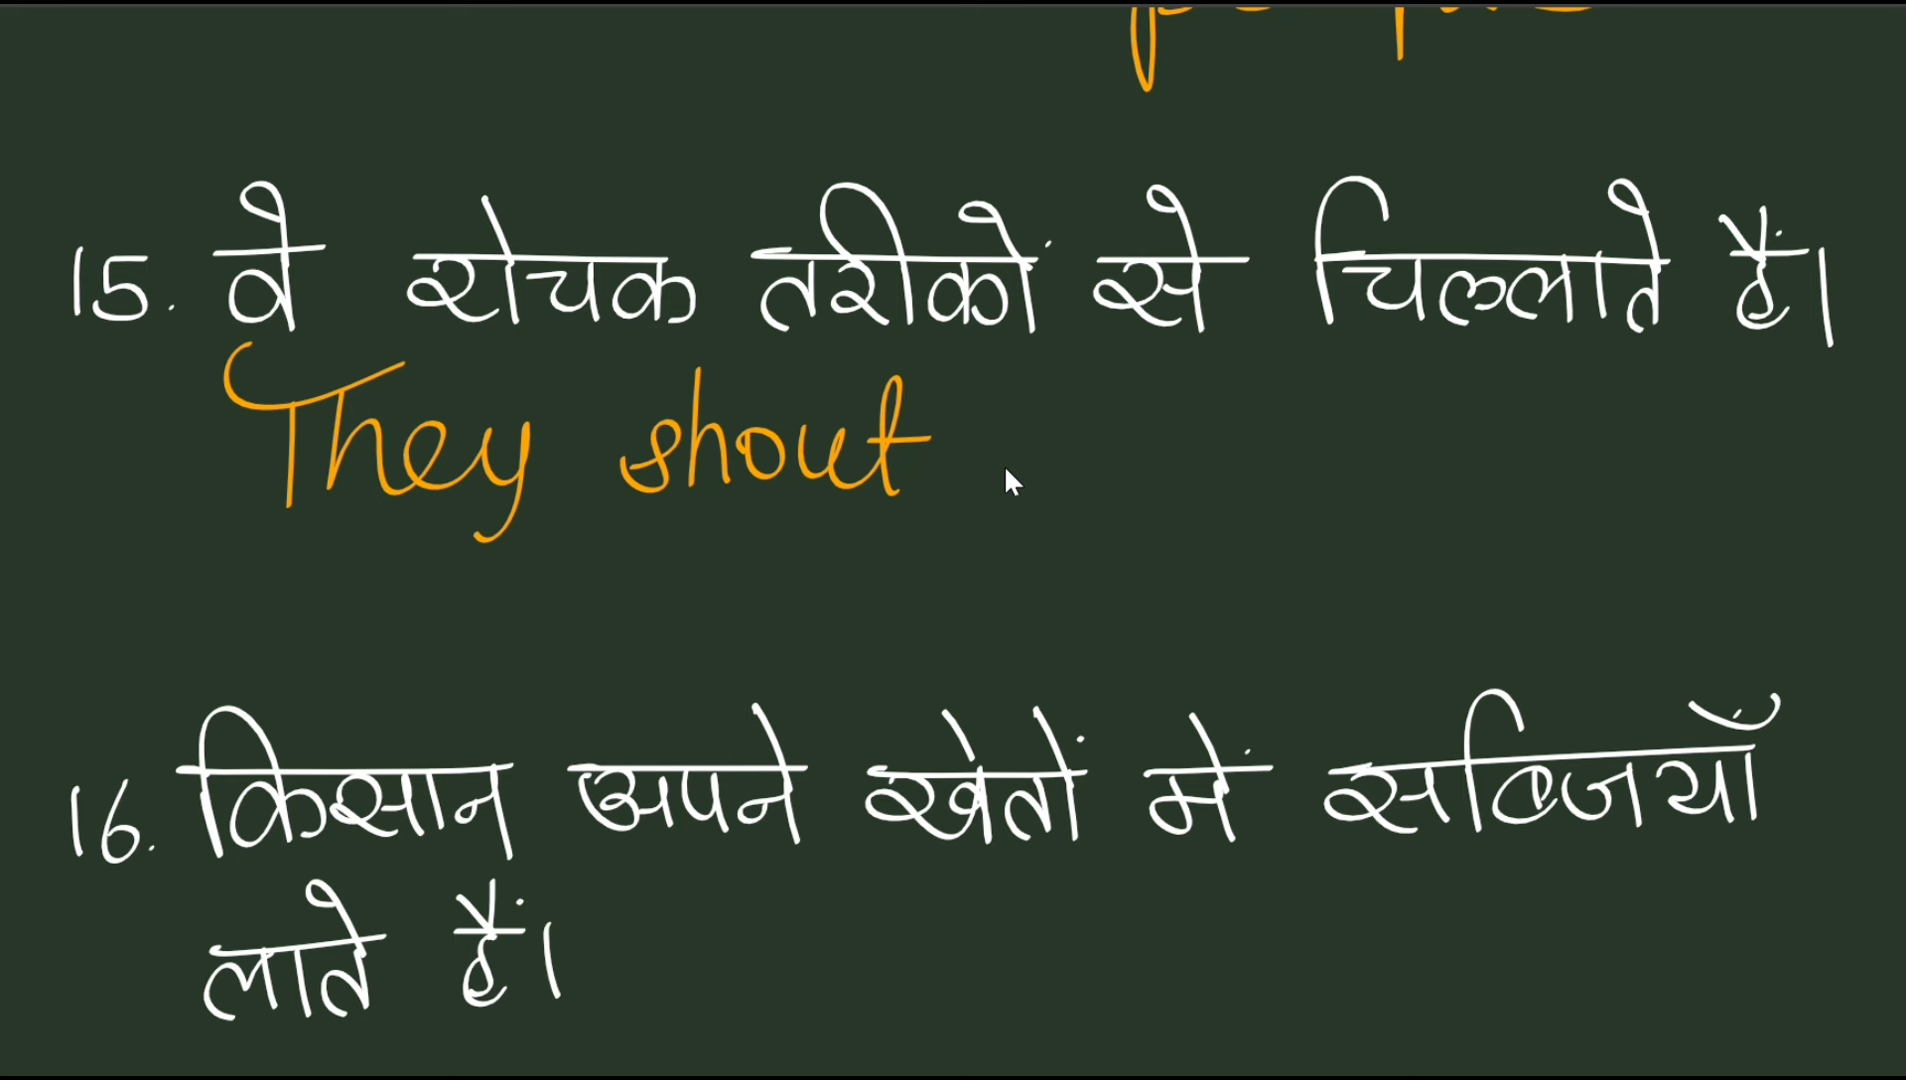 15. वे रोचक तरीकों से चिल्लाते हैं।
They shout
16. किसान अपने खेतों में सब्जियाँ
लाते हैं।